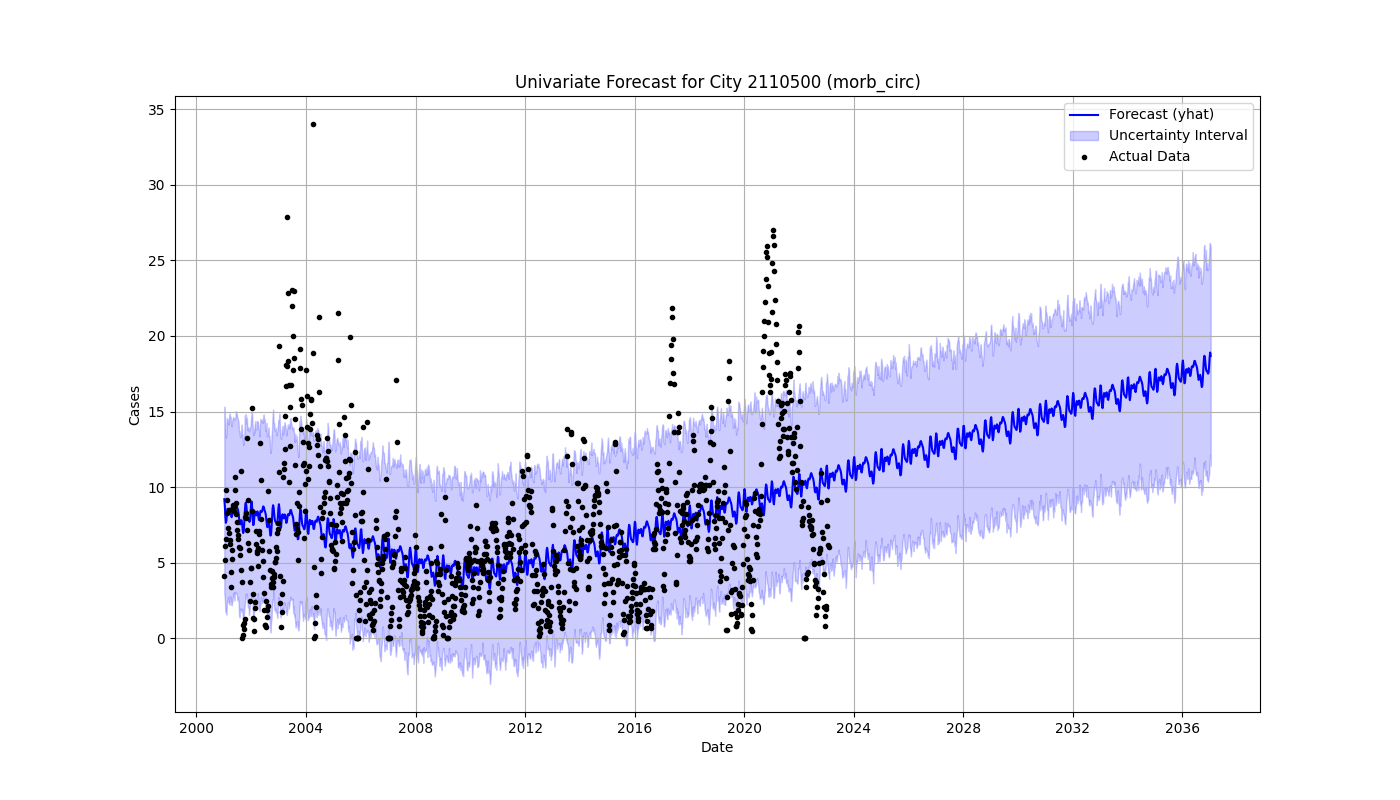 Univariate Forecast for City 2110500 (morb_circ)
Forecast (yhat)
Uncertainty Interval
Actual Data
Cases
35
30
25
20
15
10
5
0
2000 2004 2008 2012 2016 2020 2024 2028 2032 2036
Date